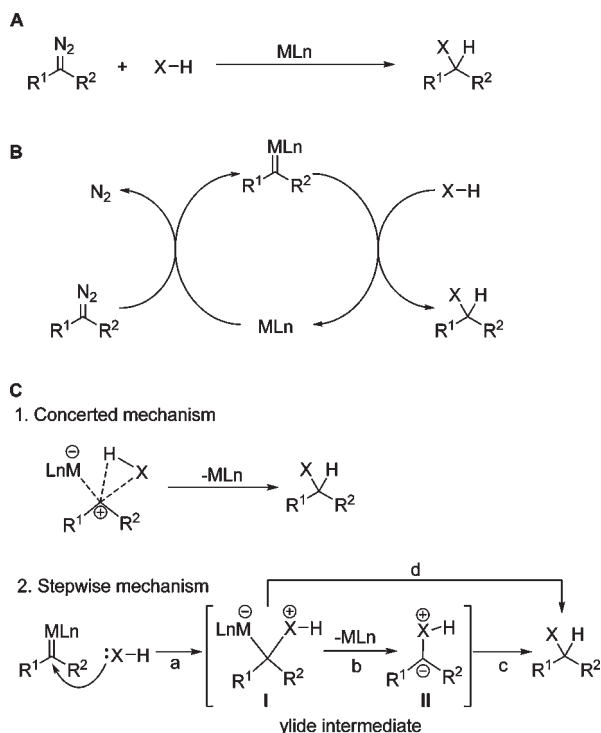 A
N₂
R¹ R² + X–H MLn X H
R¹ R²
B
MLn
R¹ R²
N₂ X–H
N₂ X H
R¹ R² MLn R¹ R²
C
1. Concerted mechanism
⊖ H
LnM X -MLn X H
R¹ ⊕ R² R¹ R²
2. Stepwise mechanism
d
MLn :X–H a LnM ⊖ X ⊕ –H -MLn b X ⊕ –H c X H
R¹ R² R¹ R² R¹ ⊖ R² R¹ R²
I II
ylide intermediate